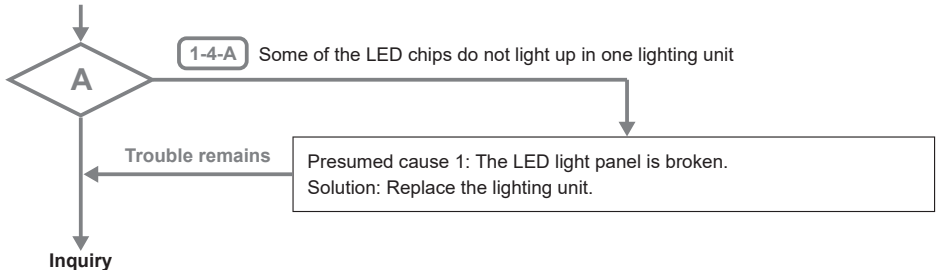 1-4-A Some of the LED chips do not light up in one lighting unit
A
Trouble remains
Presumed cause 1: The LED light panel is broken.
Solution: Replace the lighting unit.
Inquiry